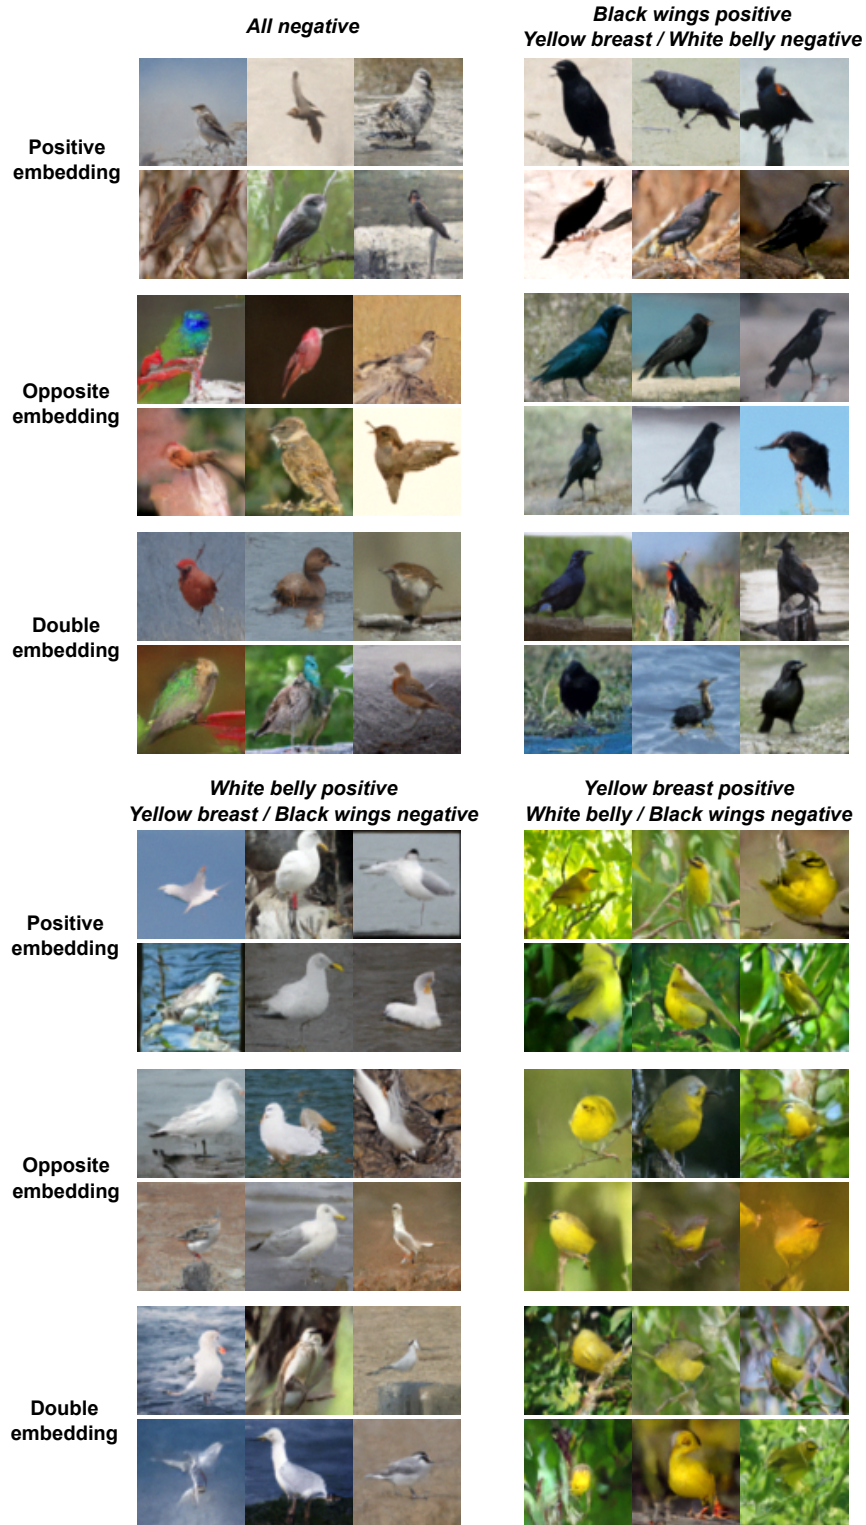 All negative
Black wings positive
Yellow breast / White belly negative
Positive
embedding
Opposite
embedding
Double
embedding
White belly positive
Yellow breast / Black wings negative
Yellow breast positive
White belly / Black wings negative
Positive
embedding
Opposite
embedding
Double
embedding